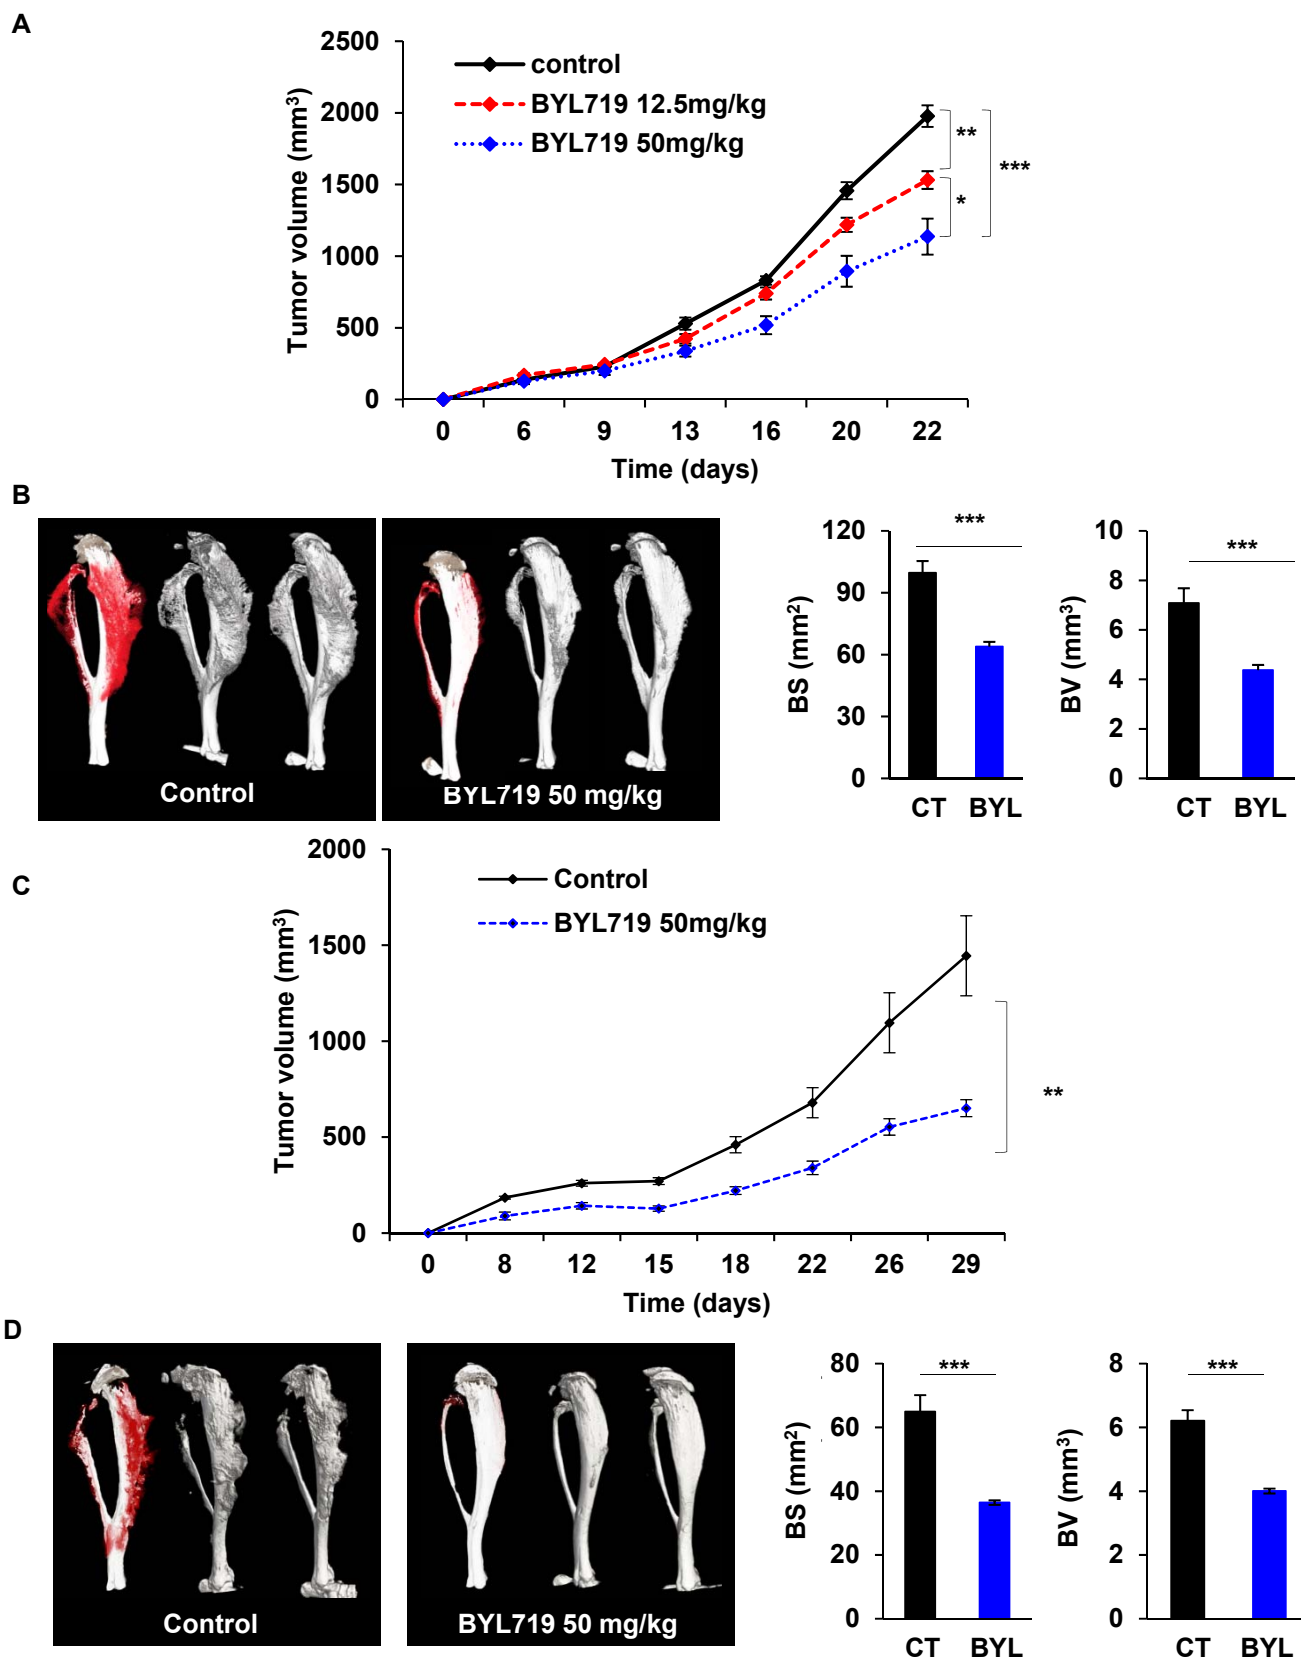 A
2500
2000
1500
1000
500
0
Tumor volume (mm³)
control
BYL719 12.5mg/kg
BYL719 50mg/kg
**
***
*
0 6 9 13 16 20 22
Time (days)
B
Control
BYL719 50 mg/kg
120
90
60
30
0
BS (mm²)
***
CT BYL
10
8
6
4
2
0
BV (mm³)
***
CT BYL
C
2000
1500
1000
500
0
Tumor volume (mm³)
Control
BYL719 50mg/kg
**
0 8 12 15 18 22 26 29
Time (days)
D
Control
BYL719 50 mg/kg
80
60
40
20
0
BS (mm²)
***
CT BYL
8
6
4
2
0
BV (mm³)
***
CT BYL